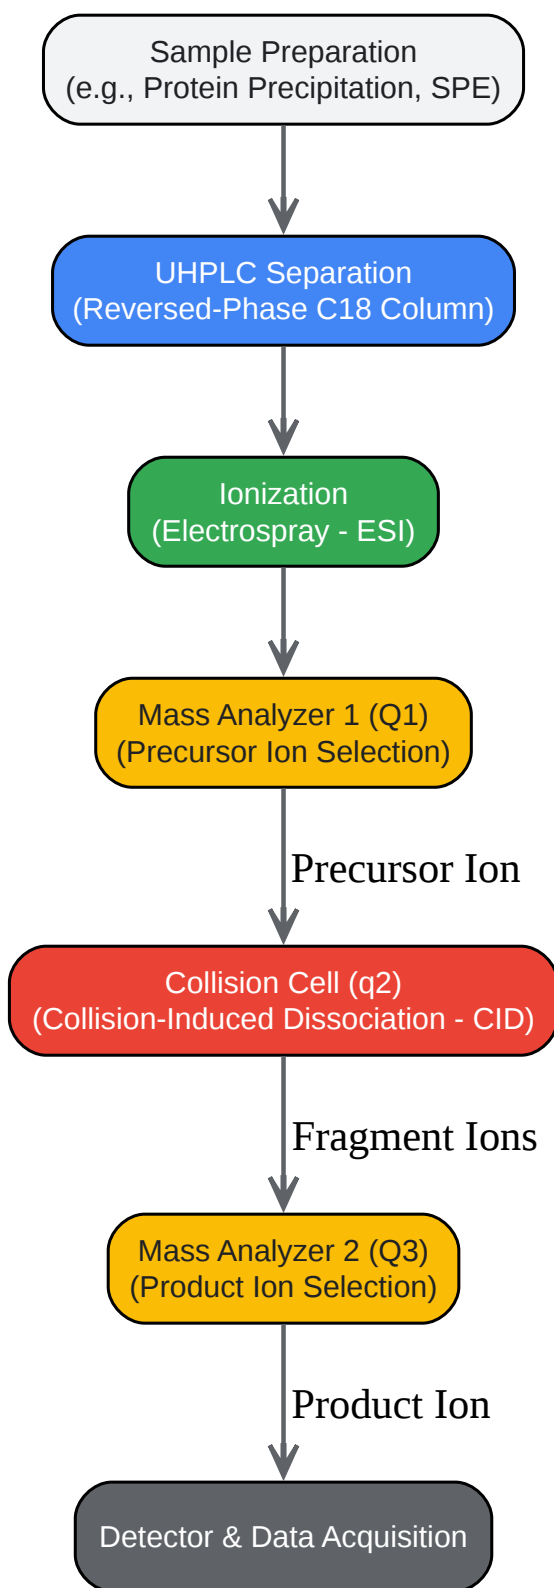 Sample Preparation
(e.g., Protein Precipitation, SPE)
UHPLC Separation
(Reversed-Phase C18 Column)
Ionization
(Electrospray - ESI)
Mass Analyzer 1 (Q1)
(Precursor Ion Selection)
Precursor Ion
Collision Cell (q2)
(Collision-Induced Dissociation - CID)
Fragment Ions
Mass Analyzer 2 (Q3)
(Product Ion Selection)
Product Ion
Detector & Data Acquisition